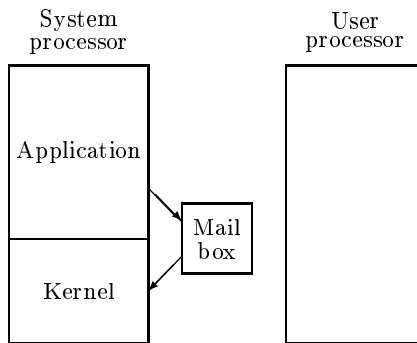 System
processor
User
processor
Application
Mail
box
Kernel